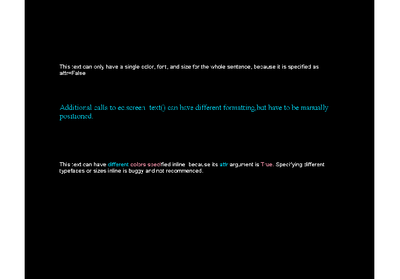 This text can only have a single color, font, and size for the whole sentence, because it is specified as
attr=False
Additional calls to ec.screen_text() can have different formatting,but have to be manually
positioned.
This text can have different colors specified inline because its attr argument is True. Specifying different
typefaces or sizes inline is buggy and not recommended.